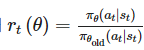 r_t(θ) = π_θ(a_t|s_t) / π_θ_old(a_t|s_t)